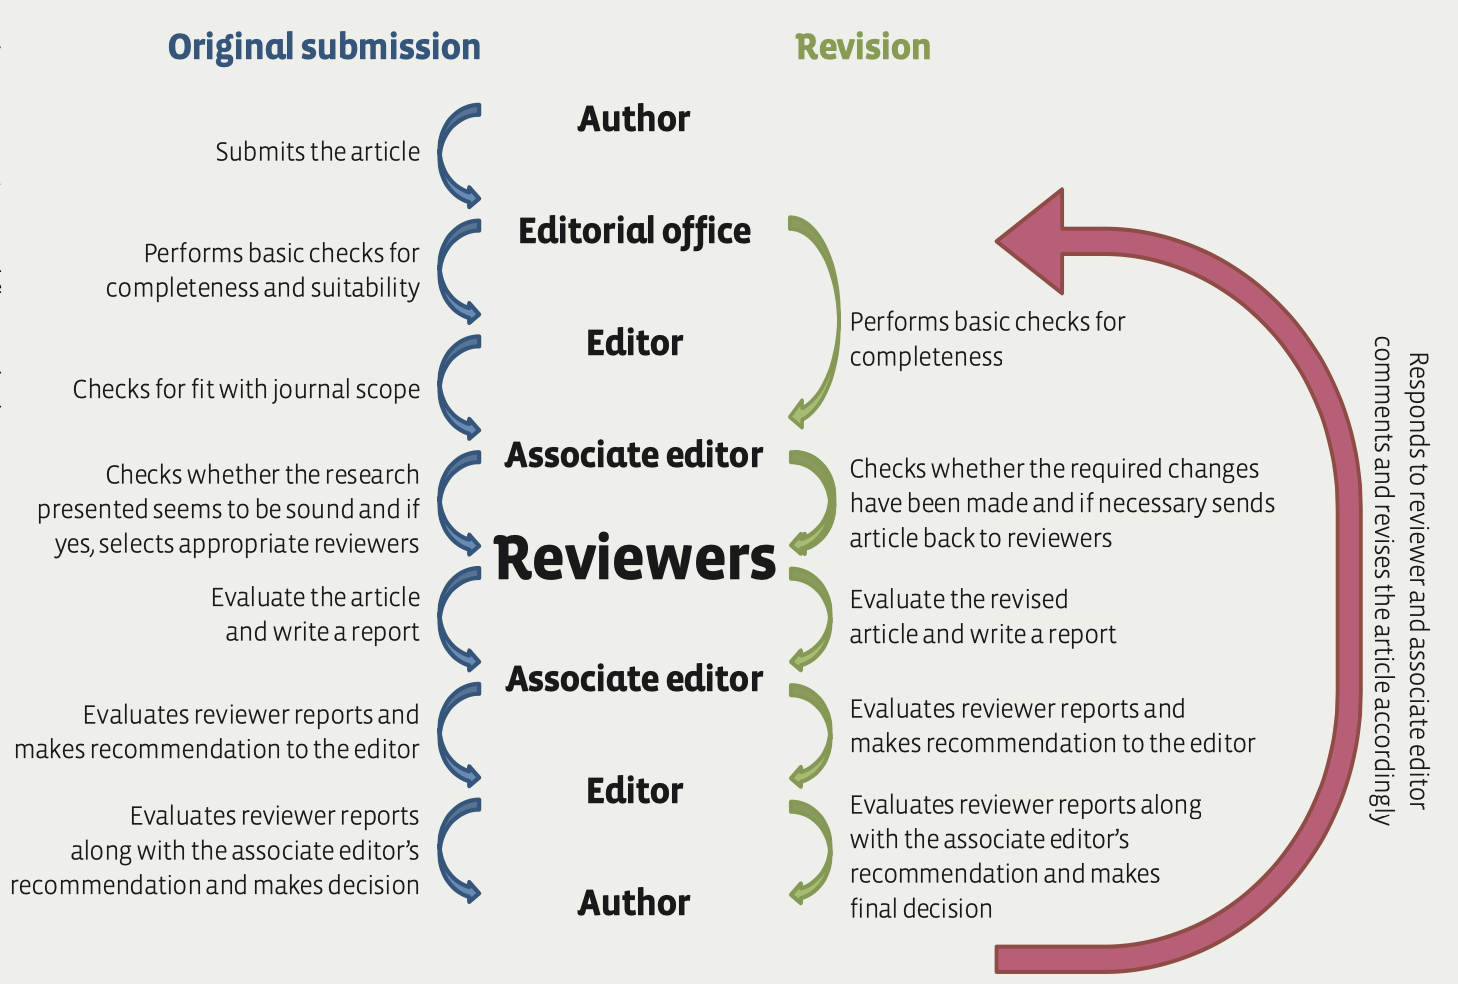 Original submission
Revision
Author
Submits the article
Editorial office
Performs basic checks for
completeness and suitability
Performs basic checks for
completeness
Editor
Checks for fit with journal scope
Associate editor
Checks whether the research
presented seems to be sound and if
yes, selects appropriate reviewers
Checks whether the required changes
have been made and if necessary sends
article back to reviewers
Reviewers
Evaluate the article
and write a report
Evaluate the revised
article and write a report
Associate editor
Evaluates reviewer reports and
makes recommendation to the editor
Evaluates reviewer reports and
makes recommendation to the editor
Editor
Evaluates reviewer reports
along with the associate editor’s
recommendation and makes decision
Evaluates reviewer reports along
with the associate editor’s
recommendation and makes
final decision
Author
Responds to reviewer and associate editor
comments and revises the article accordingly